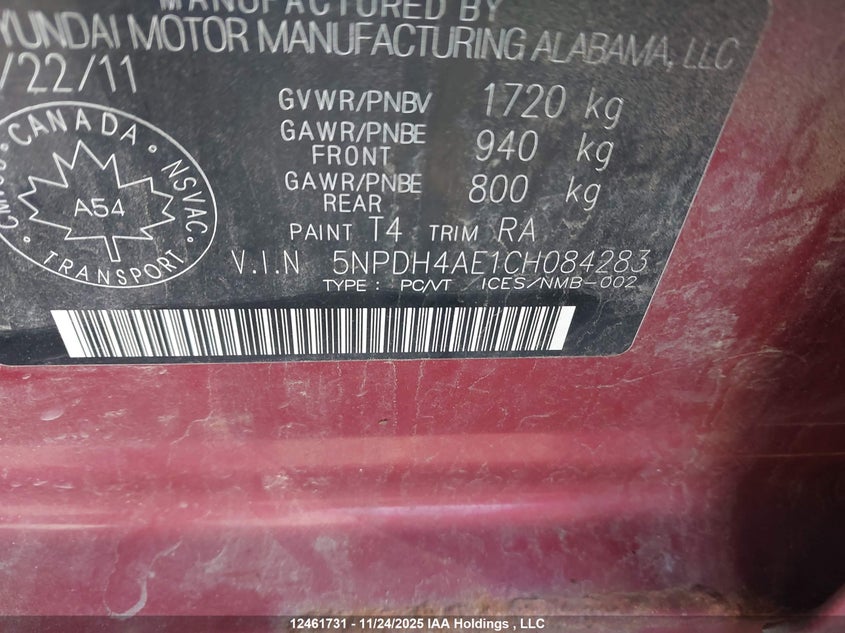 MANUFACTURED BY
YUNDAI MOTOR MANUFACTURING ALABAMA, LLC
/22/11
GVWR/PNBV 1720 kg
GAWR/PNBE FRONT 940 kg
GAWR/PNBE REAR 800 kg
PAINT T4 TRIM RA
V.I.N 5NPDH4AE1CH084283
TYPE : PC/VT / ICES/NMB-002
CANADA
NSVAC
A54
TRANSPORT
12461731 - 11/24/2025 IAA Holdings , LLC